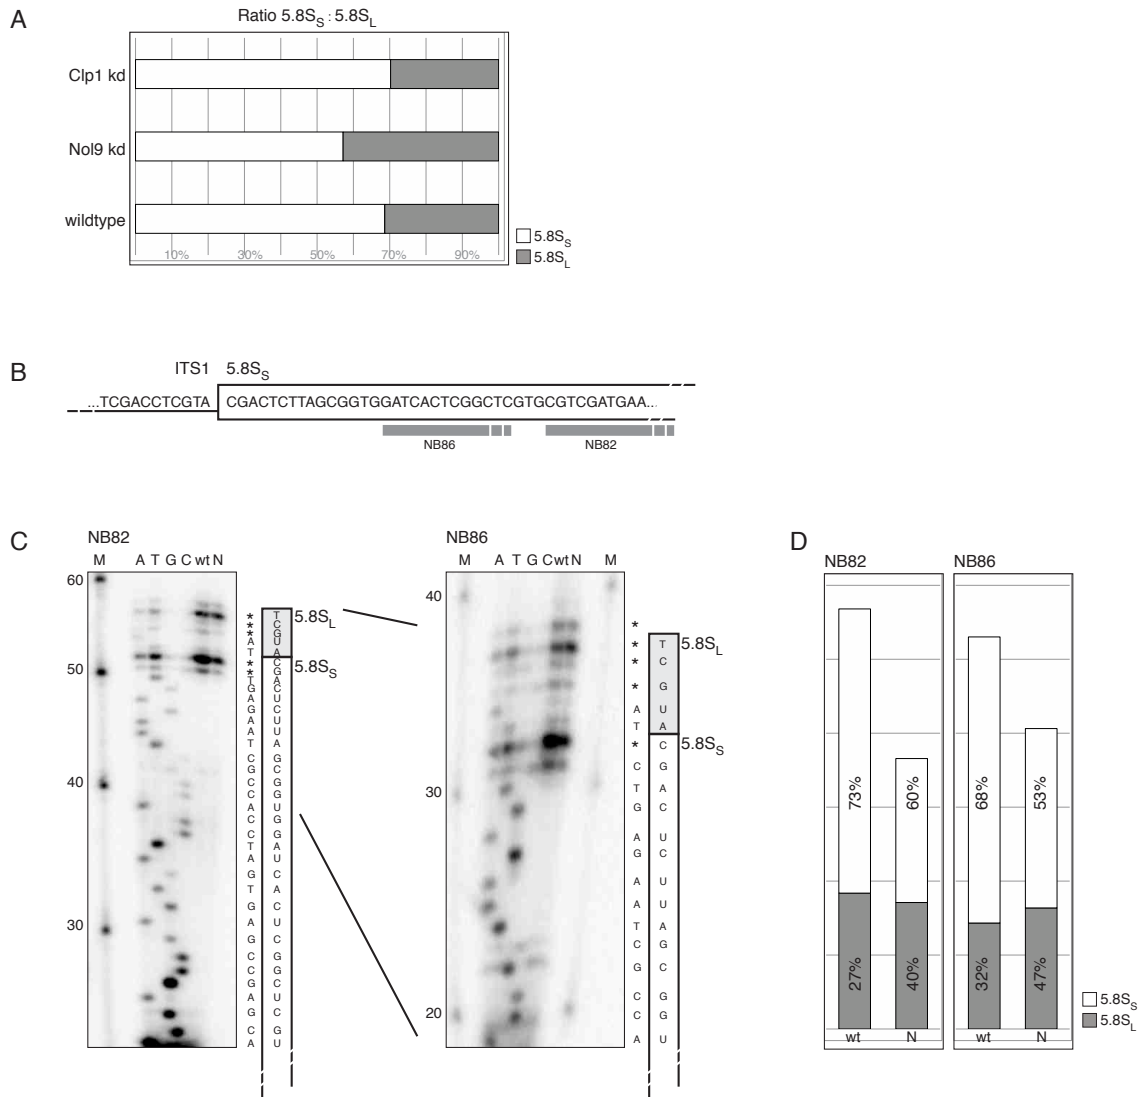 A
Ratio 5.8SS : 5.8SL
Clp1 kd
Nol9 kd
wildtype
10% 30% 50% 70% 90%
5.8SS
5.8SL
B
ITS1 5.8SS
...TCGACCTCGTA CGACTCTTAGCGGTGGATCACTCGGCTCGTGCGTCGATGAA...
NB86 NB82
C
NB82
M A T G C wt N
60
50
40
30
* * * A T * * T G A G A A T C G C C A C C T A G T G A G C C G A G C A
T C G U A C G A C U C U U A G C G G U G G A U C A C U C G G C U C G U
5.8SL
5.8SS
NB86
M A T G C wt N M
40
30
20
* * * * A T * C T G A G A A T C G C C A
T C G U A C G A C U C U U A G C G G U
5.8SL
5.8SS
D
NB82 NB86
73% 60% 68% 53%
27% 40% 32% 47%
wt N wt N
5.8SS
5.8SL